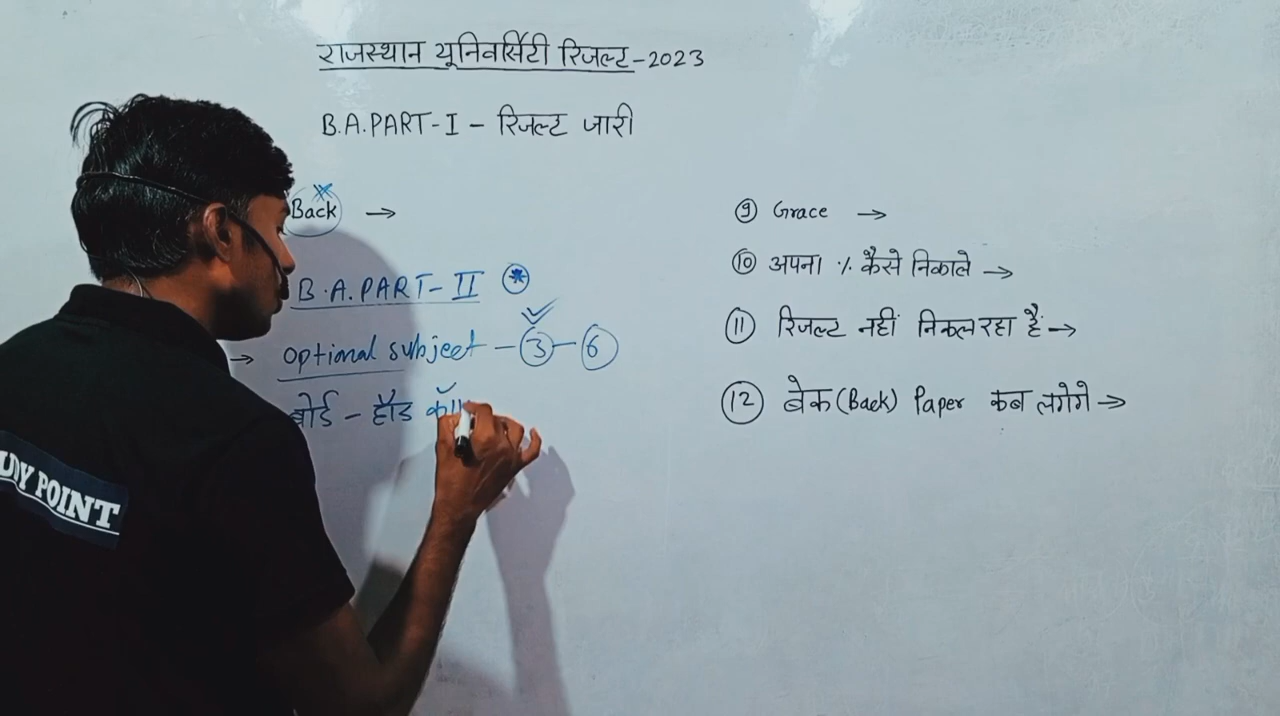 राजस्थान यूनिवर्सिटी रिजल्ट-2023
B.A.PART-I - रिजल्ट जारी
Back →
B.A.PART-II *
→ optional subject - 3 - 6
बोर्ड - हॉर्ड
9 Grace →
10 अपना % कैसे निकाले →
11 रिजल्ट नहीं निकल रहा है →
12 बेक (Back) Paper कब लगेगे →
POINT